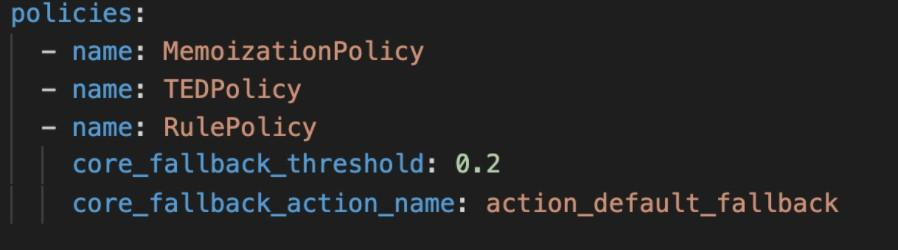 policies:
  - name: MemoizationPolicy
  - name: TEDPolicy
  - name: RulePolicy
    core_fallback_threshold: 0.2
    core_fallback_action_name: action_default_fallback